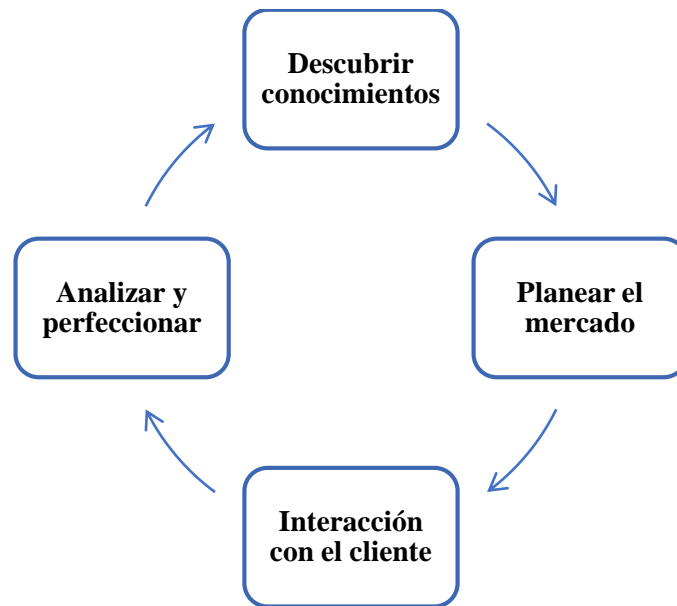 Descubrir
conocimientos
Planear el
mercado
Interacción
con el cliente
Analizar y
perfeccionar